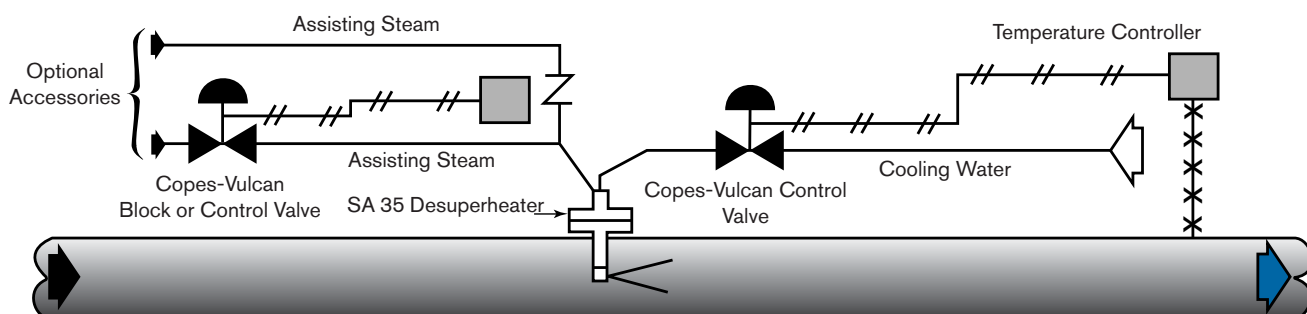 Assisting Steam
Temperature Controller
Optional
Accessories
Assisting Steam
Cooling Water
Copes-Vulcan
Block or Control Valve
Copes-Vulcan Control
Valve
SA 35 Desuperheater